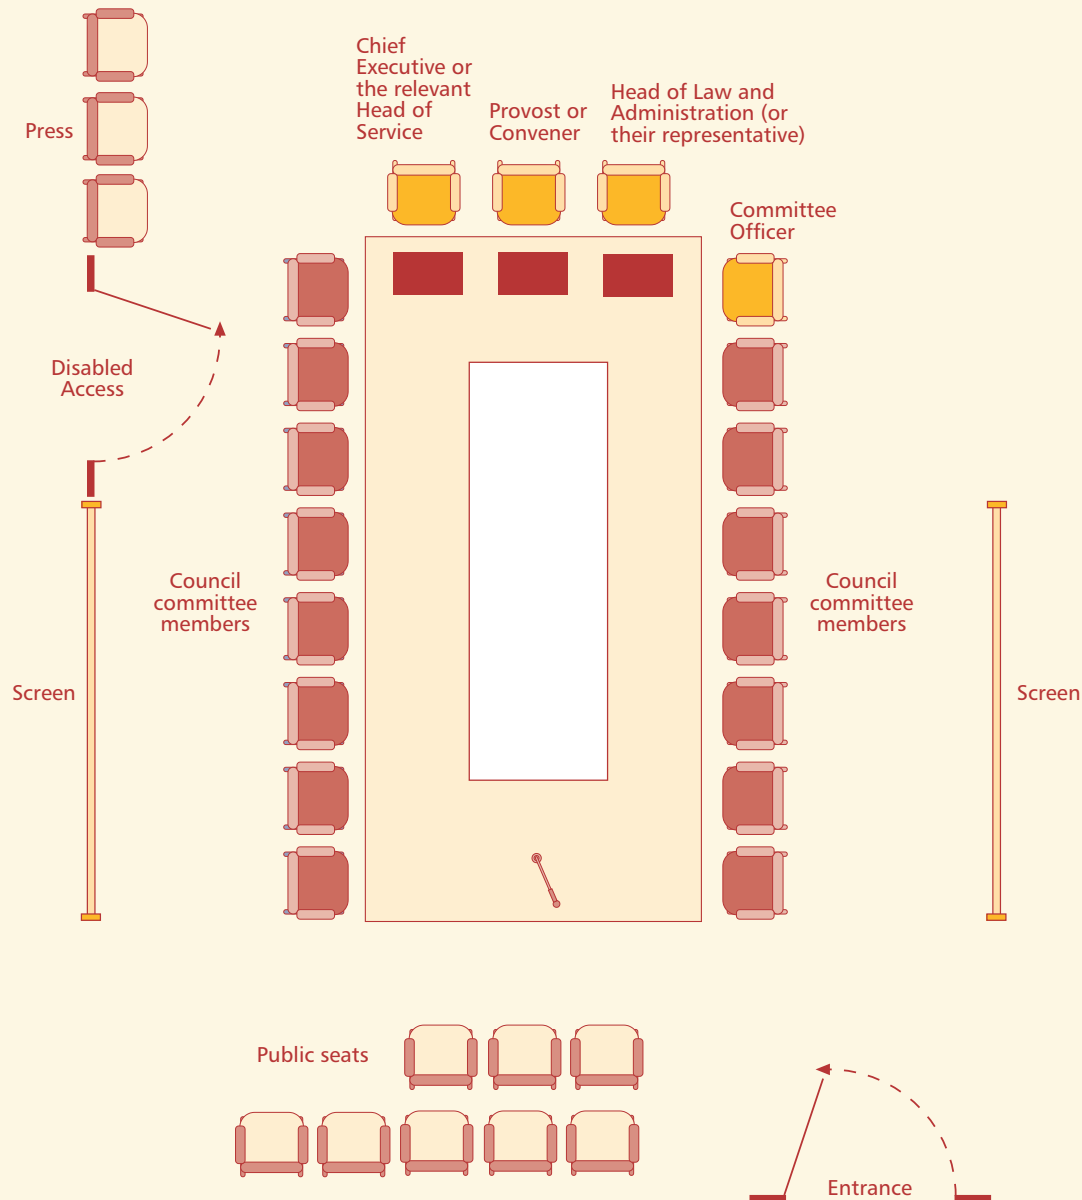 Chief
Executive or
the relevant
Head of
Service
Provost or
Convener
Head of Law and
Administration (or
their representative)
Press
Committee
Officer
Disabled
Access
Council
committee
members
Council
committee
members
Screen
Screen
Public seats
Entrance